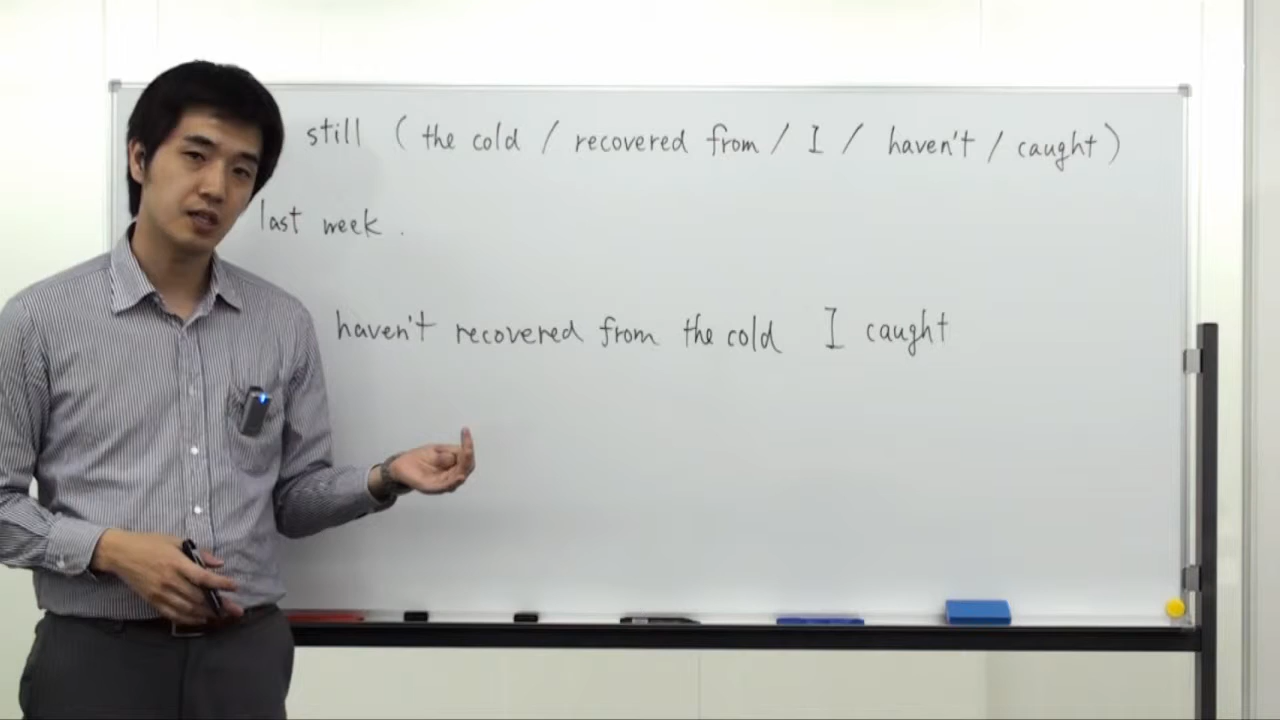 still ( the cold / recovered from / I / haven't / caught )
last week .
haven't recovered from the cold I caught